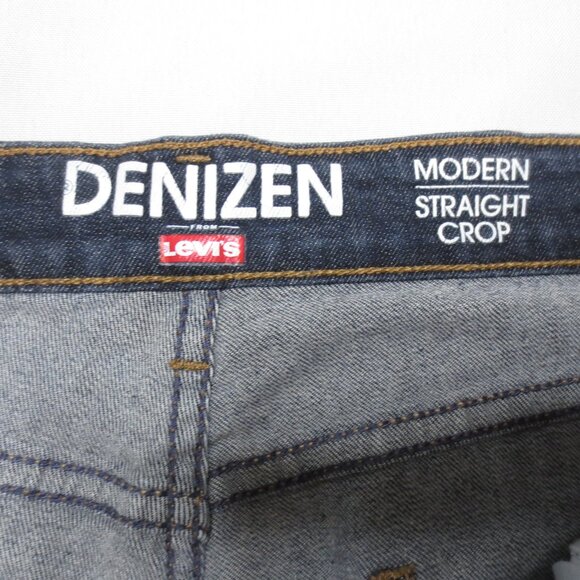 DENIZEN
FROM
Levi's
MODERN
STRAIGHT
CROP